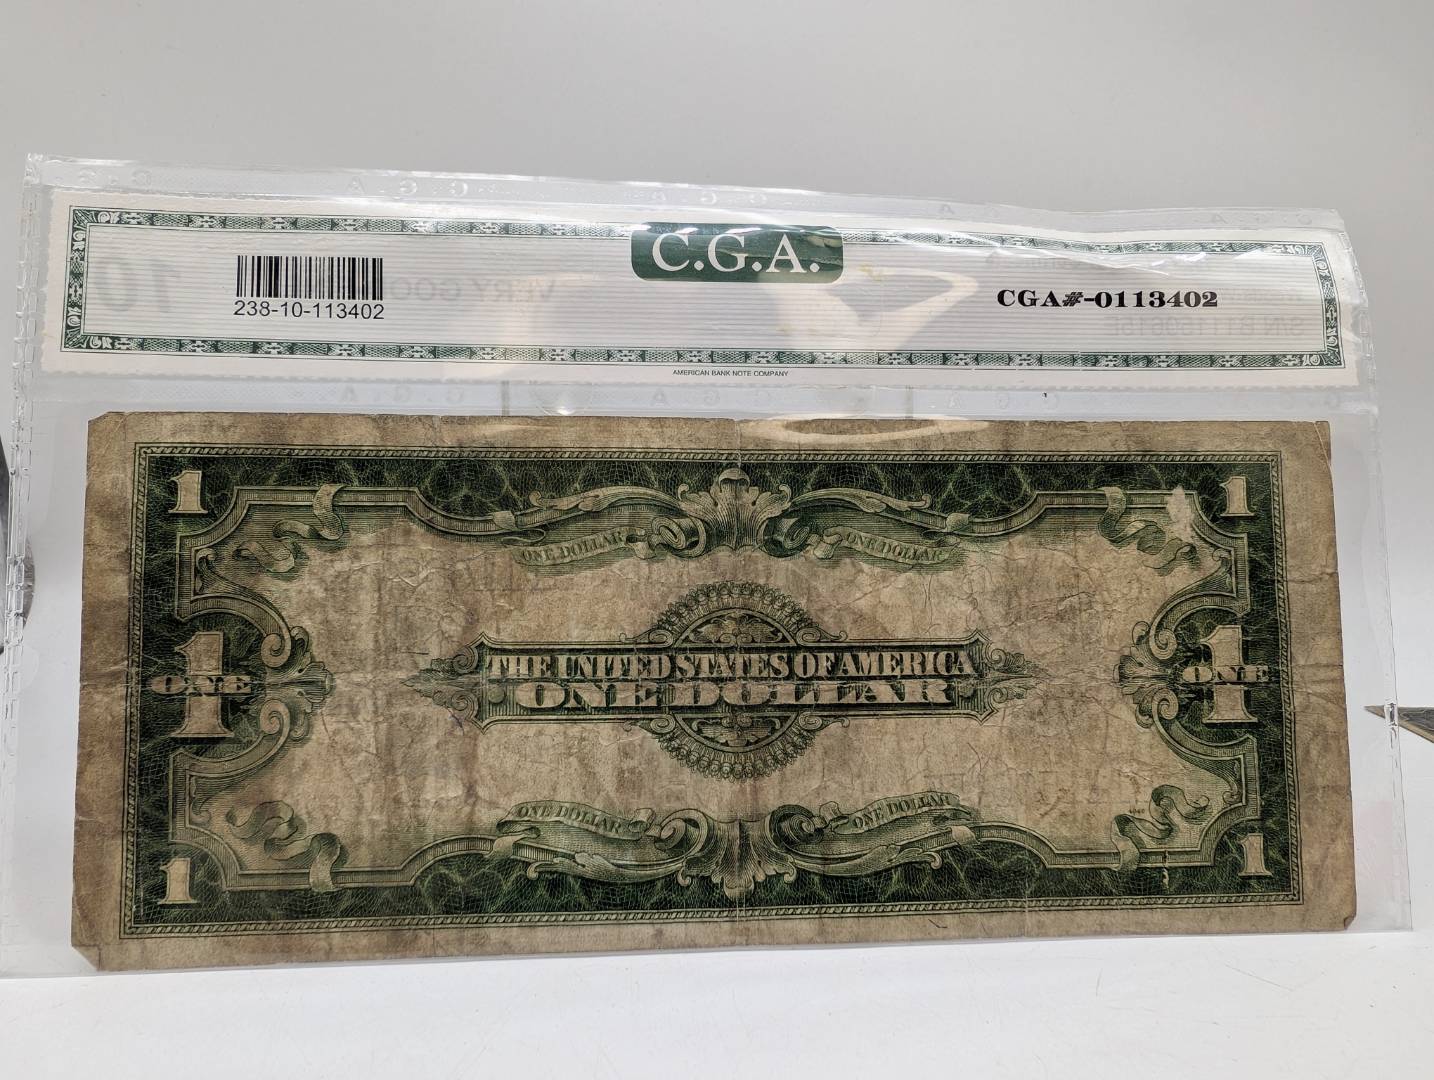 C.G.A.
238-10-113402
CGA#-0113402
VERY GOO
10
AMERICAN BANK NOTE COMPANY
1 1
ONE DOLLAR ONE DOLLAR
THE UNITED STATES OF AMERICA
1 ONE ONE DOLLAR 1 ONE
ONE DOLLAR ONE DOLLAR
1 1